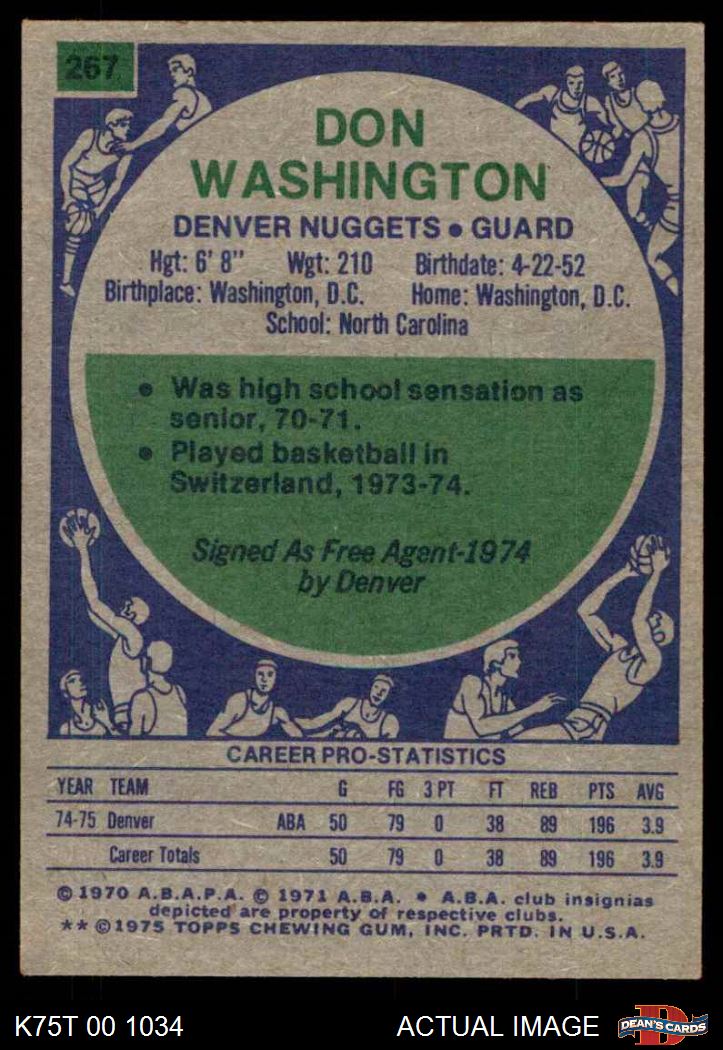 267
DON
WASHINGTON
DENVER NUGGETS • GUARD
Hgt: 6' 8" Wgt: 210 Birthdate: 4-22-52
Birthplace: Washington, D.C. Home: Washington, D.C.
School: North Carolina
• Was high school sensation as
senior, 70-71.
• Played basketball in
Switzerland, 1973-74.
Signed As Free Agent-1974
by Denver
CAREER PRO-STATISTICS
YEAR TEAM G FG 3 PT FT REB PTS AVG
74-75 Denver ABA 50 79 0 38 89 196 3.9
Career Totals 50 79 0 38 89 196 3.9
© 1970 A.B.A.P.A. © 1971 A.B.A. • A.B.A. club insignias
depicted are property of respective clubs.
** © 1975 TOPPS CHEWING GUM, INC. PRTD. IN U.S.A.
K75T 00 1034 ACTUAL IMAGE
D
DEAN'S CARDS